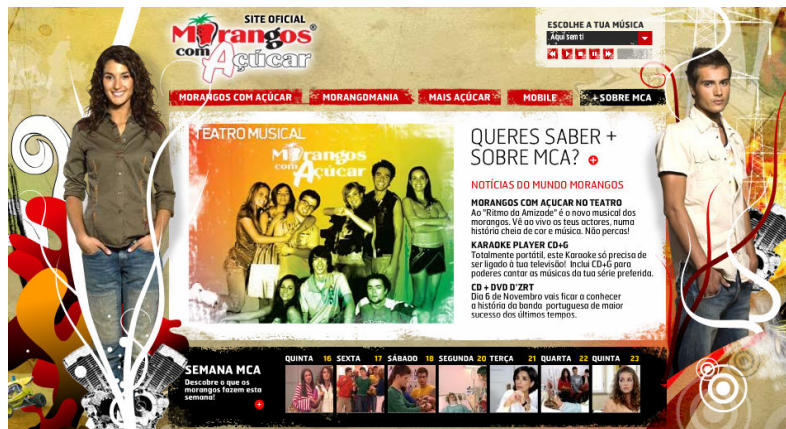 SITE OFICIAL
Morangos
com Açúcar
ESCOLHE A TUA MÚSICA
Aqui sem ti
MORANGOS COM AÇÚCAR
MORANGOMANIA
MAIS AÇÚCAR
MOBILE
+ SOBRE MCA
TEATRO MUSICAL
Morangos
com Açúcar
QUERES SABER +
SOBRE MCA?
NOTÍCIAS DO MUNDO MORANGOS
MORANGOS COM AÇUCAR NO TEATRO
Ao "Ritmo da Amizade" é o novo musical dos
morangos. Vê ao vivo os teus actores, numa
história cheia de cor e música. Não percas!
KARAOKE PLAYER CD+G
Totalmente portátil, este Karaoke só precisa de
ser ligado à tua televisão! Inclui CD+G para
poderes cantar as músicas da tua série preferida.
CD + DVD D'ZRT
Dia 6 de Novembro vais ficar a conhecer
a história da banda portuguesa de maior
sucesso dos últimos tempos.
SEMANA MCA
Descobre o que os
morangos fazem esta
semana!
QUINTA 16 SEXTA 17 SÁBADO 18 SEGUNDA 20 TERÇA 21 QUARTA 22 QUINTA 23